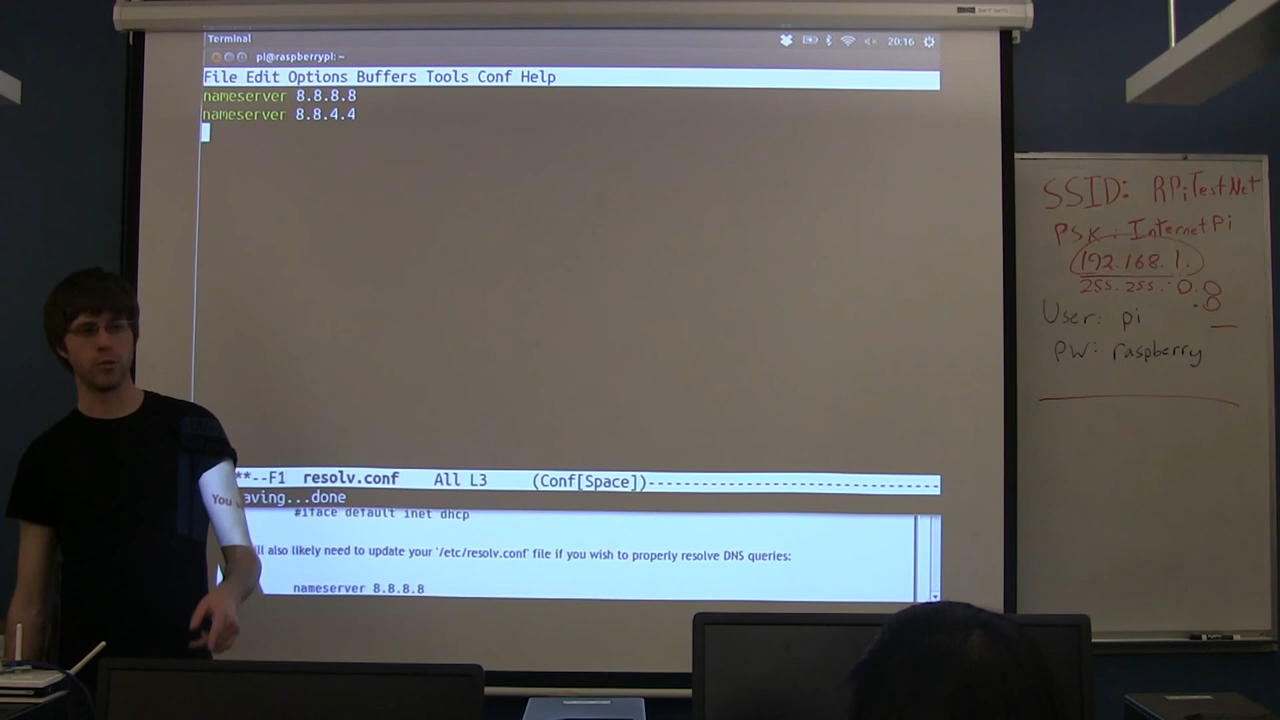 Terminal
20:16
pi@raspberrypi: ~
File Edit Options Buffers Tools Conf Help
nameserver 8.8.8.8
nameserver 8.8.4.4
**--F1 resolv.conf All L3 (Conf[Space])--------------------------------
aving...done
#iface default inet dhcp
You ll also likely need to update your '/etc/resolv.conf' file if you wish to properly resolve DNS queries:
nameserver 8.8.8.8
SSID: RPiTestNet
PSK: InternetPi
192.168.1.
255.255.0.0
.0
User: pi
PW: raspberry